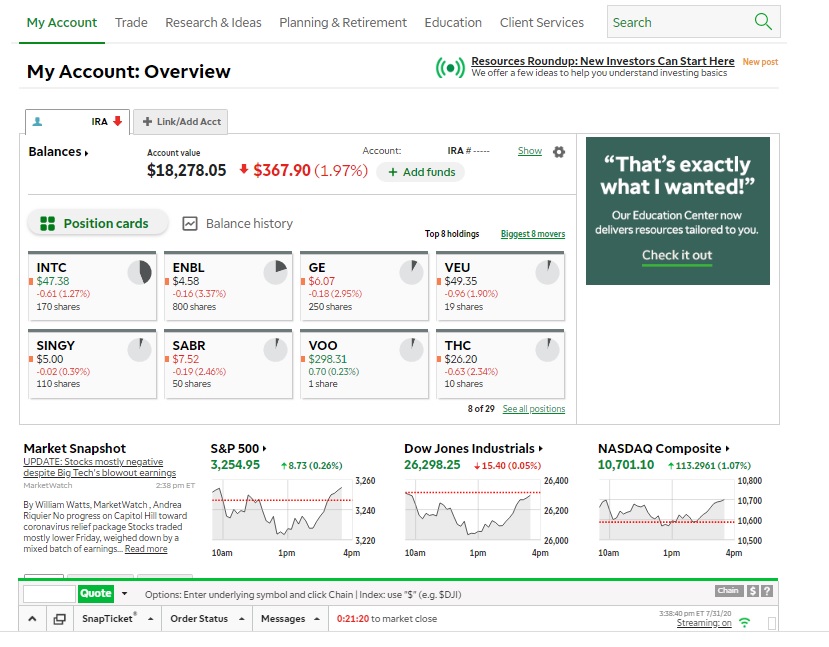 My Account Trade Research & Ideas Planning & Retirement Education Client Services Search
My Account: Overview
Resources Roundup: New Investors Can Start Here New post
We offer a few ideas to help you understand investing basics
IRA Link/Add Acct
Balances
Account value
$18,278.05 $367.90 (1.97%)
Account: IRA # ----- Show
+ Add funds
Position cards Balance history
Top 8 holdings Biggest 8 movers
INTC
$47.38
-0.61 (1.27%)
170 shares
ENBL
$4.58
-0.16 (3.37%)
800 shares
GE
$6.07
-0.18 (2.95%)
250 shares
VEU
$49.35
-0.96 (1.90%)
19 shares
SINGY
$5.00
-0.02 (0.39%)
110 shares
SABR
$7.52
-0.19 (2.46%)
50 shares
VOO
$298.31
0.70 (0.23%)
1 share
THC
$26.20
-0.63 (2.34%)
10 shares
8 of 29 See all positions
“That’s exactly
what I wanted!”
Our Education Center now
delivers resources tailored to you.
Check it out
Market Snapshot
UPDATE: Stocks mostly negative
despite Big Tech's blowout earnings
MarketWatch 2:38 pm ET
By William Watts, MarketWatch , Andrea
Riquier No progress on Capitol Hill toward
coronavirus relief package Stocks traded
mostly lower Friday, weighed down by a
mixed batch of earnings... Read more
S&P 500
3,254.95 8.73 (0.26%)
3,260
3,240
3,220
10am 1pm 4pm
Dow Jones Industrials
26,298.25 15.40 (0.05%)
26,400
26,200
26,000
10am 1pm 4pm
NASDAQ Composite
10,701.10 113.2961 (1.07%)
10,800
10,700
10,600
10,500
10am 1pm 4pm
Quote Options: Enter underlying symbol and click Chain | Index: use "$" (e.g. $DJI) Chain $ ?
SnapTicket® Order Status Messages 0:21:20 to market close
3:38:40 pm ET 7/31/20
Streaming: on